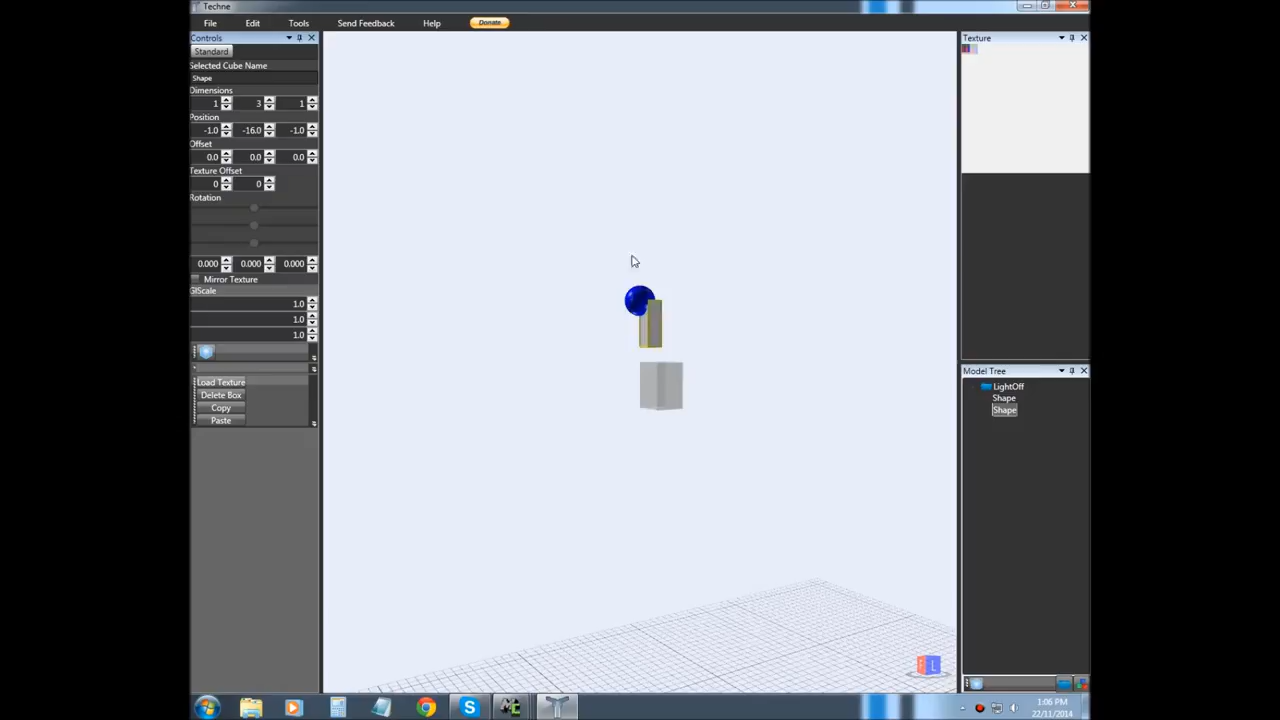 Techne
File Edit Tools Send Feedback Help Donate
Controls
Standard
Selected Cube Name
Shape
Dimensions
1 3 1
Position
-1.0 -16.0 -1.0
Offset
0.0 0.0 0.0
Texture Offset
0 0
Rotation
0.000 0.000 0.000
Mirror Texture
GlScale
1.0
1.0
1.0
Load Texture
Delete Box
Copy
Paste
Texture
Model Tree
LightOff
Shape
Shape
L
1:06 PM
22/11/2014